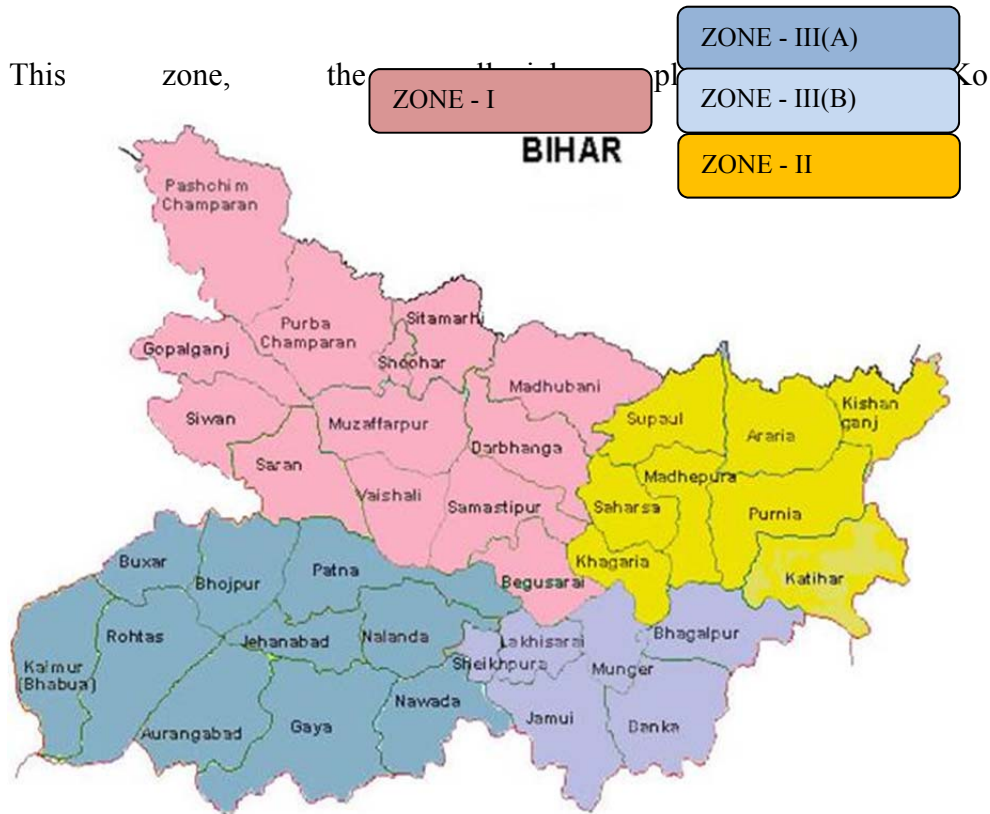 ZONE - III(A)
This zone, the
ZONE - I
ZONE - III(B)
BIHAR
ZONE - II
Pashchim
Champaran
Purba
Champaran
Sitamarhi
Sheohar
Gopalganj
Madhubani
Siwan
Muzaffarpur
Darbhanga
Supaul
Araria
Kishan
ganj
Saran
Vaishali
Samastipur
Madhepura
Saharsa
Purnia
Khagaria
Katihar
Begusarai
Buxar
Bhojpur
Patna
Rohtas
Jehanabad
Nalanda
Lakhisarai
Sheikhpura
Munger
Bhagalpur
Kaimur
(Bhabua)
Aurangabad
Gaya
Nawada
Jamui
Banka